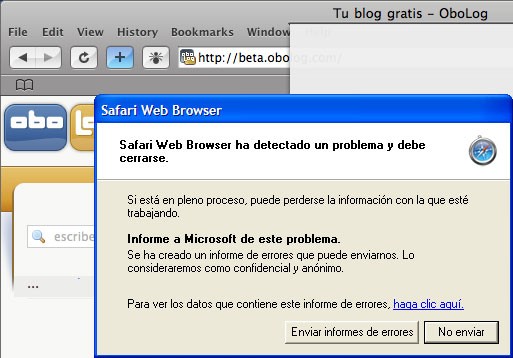 Tu blog gratis – OboLog
File Edit View History Bookmarks Window
http://beta.obolog.com/
obo
Safari Web Browser
Safari Web Browser ha detectado un problema y debe
cerrarse.
Si está en pleno proceso, puede perderse la información con la que esté
trabajando.
escribe
Informe a Microsoft de este problema.
Se ha creado un informe de errores que puede enviarnos. Lo
consideraremos como confidencial y anónimo.
...
Para ver los datos que contiene este informe de errores, haga clic aquí.
Enviar informes de errores
No enviar